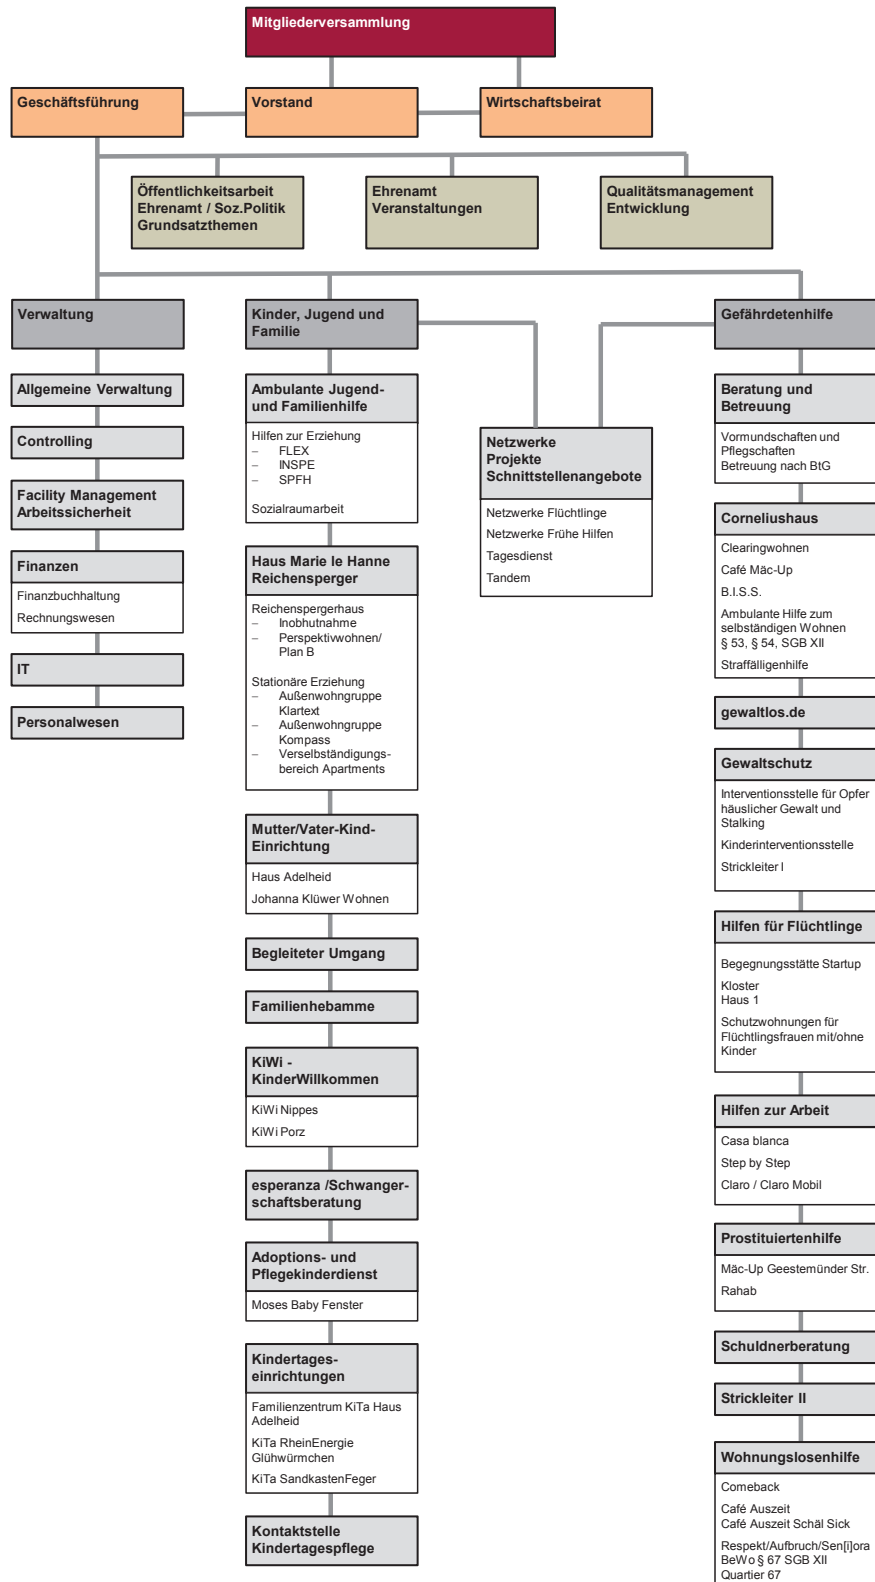 Mitgliederversammlung
Geschäftsführung
Vorstand
Wirtschaftsbeirat
Öffentlichkeitsarbeit
Ehrenamt / Soz.Politik
Grundsatzthemen
Ehrenamt
Veranstaltungen
Qualitätsmanagement
Entwicklung
Verwaltung
Allgemeine Verwaltung
Controlling
Facility Management
Arbeitssicherheit
Finanzen
Finanzbuchhaltung
Rechnungswesen
IT
Personalwesen
Kinder, Jugend und
Familie
Ambulante Jugend-
und Familienhilfe
Hilfen zur Erziehung
– FLEX
– INSPE
– SPFH
Sozialraumarbeit
Haus Marie le Hanne
Reichensperger
Reichenspergerhaus
– Inobhutnahme
– Perspektivwohnen/
Plan B
Stationäre Erziehung
– Außenwohngruppe
Klartext
– Außenwohngruppe
Kompass
– Verselbständigungs-
bereich Apartments
Mutter/Vater-Kind-
Einrichtung
Haus Adelheid
Johanna Klüwer Wohnen
Begleiteter Umgang
Familienhebamme
KiWi -
KinderWillkommen
KiWi Nippes
KiWi Porz
esperanza /Schwanger-
schaftsberatung
Adoptions- und
Pflegekinderdienst
Moses Baby Fenster
Kindertages-
einrichtungen
Familienzentrum KiTa Haus
Adelheid
KiTa RheinEnergie
Glühwürmchen
KiTa SandkastenFeger
Kontaktstelle
Kindertagespflege
Netzwerke
Projekte
Schnittstellenangebote
Netzwerke Flüchtlinge
Netzwerke Frühe Hilfen
Tagesdienst
Tandem
Gefährdetenhilfe
Beratung und
Betreuung
Vormundschaften und
Pflegschaften
Betreuung nach BtG
Corneliushaus
Clearingwohnen
Café Mäc-Up
B.I.S.S.
Ambulante Hilfe zum
selbständigen Wohnen
§ 53, § 54, SGB XII
Straffälligenhilfe
gewaltlos.de
Gewaltschutz
Interventionsstelle für Opfer
häuslicher Gewalt und
Stalking
Kinderinterventionsstelle
Strickleiter I
Hilfen für Flüchtlinge
Begegnungsstätte Startup
Kloster
Haus 1
Schutzwohnungen für
Flüchtlingsfrauen mit/ohne
Kinder
Hilfen zur Arbeit
Casa blanca
Step by Step
Claro / Claro Mobil
Prostituiertenhilfe
Mäc-Up Geestemünder Str.
Rahab
Schuldnerberatung
Strickleiter II
Wohnungslosenhilfe
Comeback
Café Auszeit
Café Auszeit Schäl Sick
Respekt/Aufbruch/Sen[i]ora
BeWo § 67 SGB XII
Quartier 67